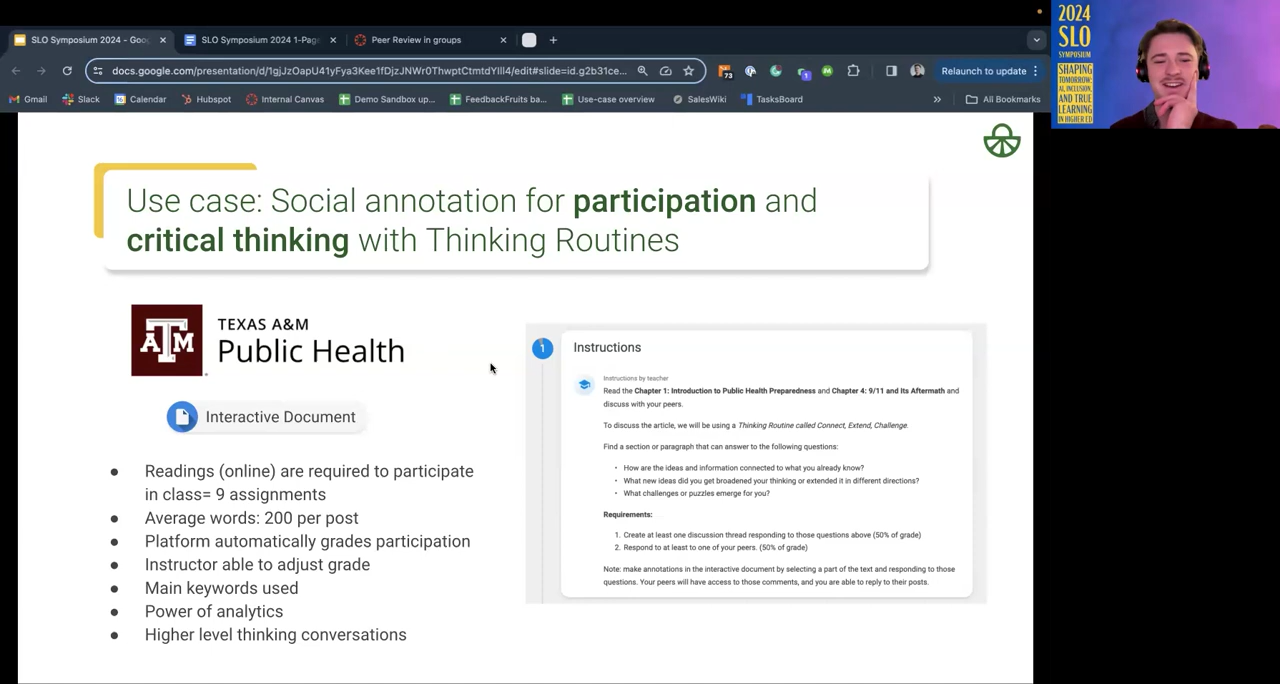 SLO Symposium 2024 - Goo
SLO Symposium 2024 1-Page
Peer Review in groups
docs.google.com/presentation/d/1gjJzOapU41yFya3Kee1fDjzJNWr0ThwptCtmtdYIll4/edit#slide=id.g2b31ce...
73
1
Relaunch to update
Gmail
Slack
Calendar
Hubspot
Internal Canvas
Demo Sandbox up...
FeedbackFruits ba...
Use-case overview
SalesWiki
TasksBoard
»
All Bookmarks
2024
SLO
SYMPOSIUM
SHAPING
TOMORROW:
AI, INCLUSION,
AND TRUE
LEARNING
IN HIGHER ED
Use case: Social annotation for participation and
critical thinking with Thinking Routines
ATM
TEXAS A&M
Public Health
Interactive Document
● Readings (online) are required to participate
in class= 9 assignments
● Average words: 200 per post
● Platform automatically grades participation
● Instructor able to adjust grade
● Main keywords used
● Power of analytics
● Higher level thinking conversations
1
Instructions
Instructions by teacher
Read the Chapter 1: Introduction to Public Health Preparedness and Chapter 4: 9/11 and Its Aftermath and
discuss with your peers.
To discuss the article, we will be using a Thinking Routine called Connect, Extend, Challenge.
Find a section or paragraph that can answer to the following questions:
• How are the ideas and information connected to what you already know?
• What new ideas did you get broadened your thinking or extended it in different directions?
• What challenges or puzzles emerge for you?
Requirements:
1. Create at least one discussion thread responding to those questions above (50% of grade)
2. Respond to at least to one of your peers. (50% of grade)
Note: make annotations in the interactive document by selecting a part of the text and responding to those
questions. Your peers will have access to those comments, and you are able to reply to their posts.